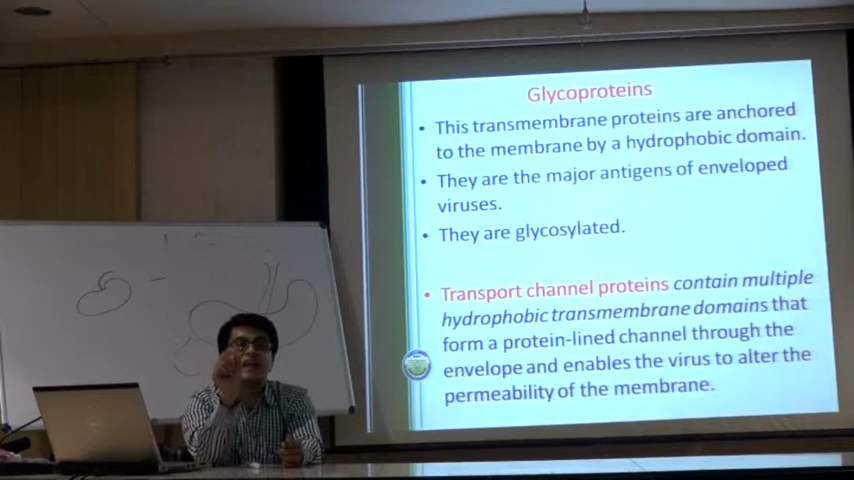 Glycoproteins
• This transmembrane proteins are anchored
to the membrane by a hydrophobic domain.
• They are the major antigens of enveloped
viruses.
• They are glycosylated.
• Transport channel proteins contain multiple
hydrophobic transmembrane domains that
form a protein-lined channel through the
envelope and enables the virus to alter the
permeability of the membrane.